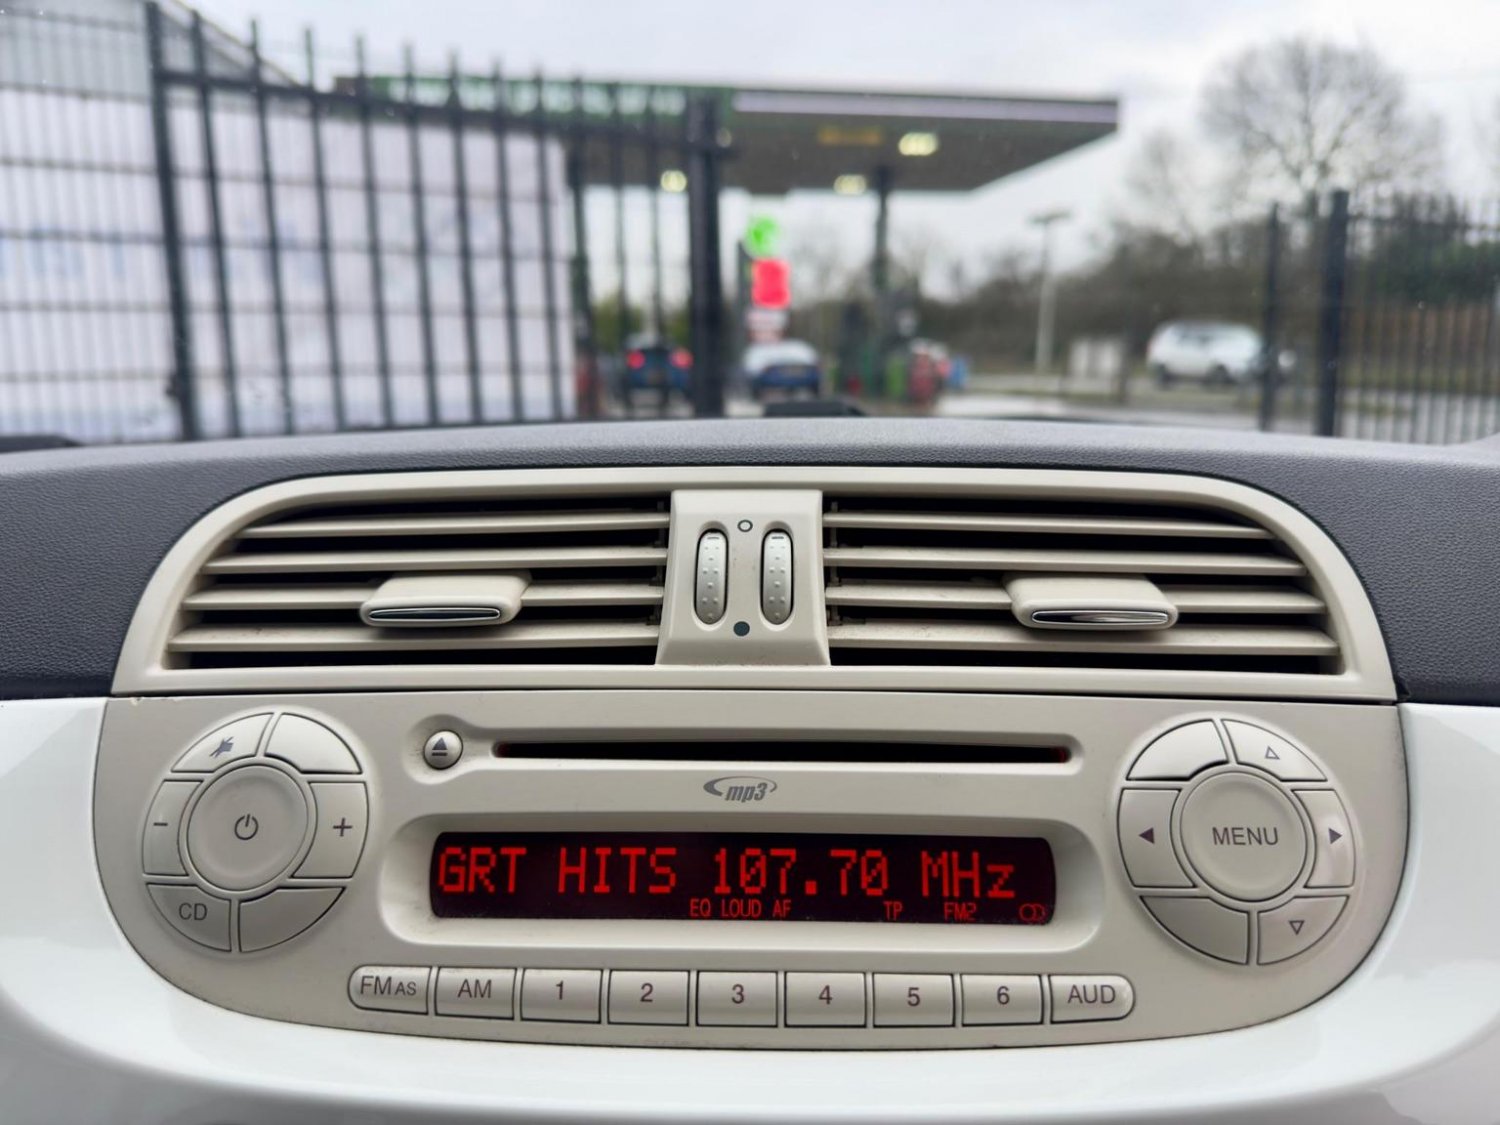 mp3
GRT HITS 107.70 MHz
EQ LOUD AF TP FM2
- +
CD
MENU
FM AS AM 1 2 3 4 5 6 AUD